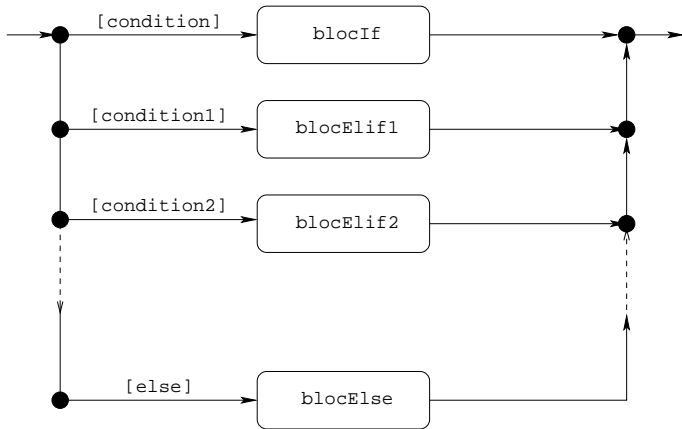 [condition]
blocIf
[condition1]
blocElif1
[condition2]
blocElif2
[else]
blocElse